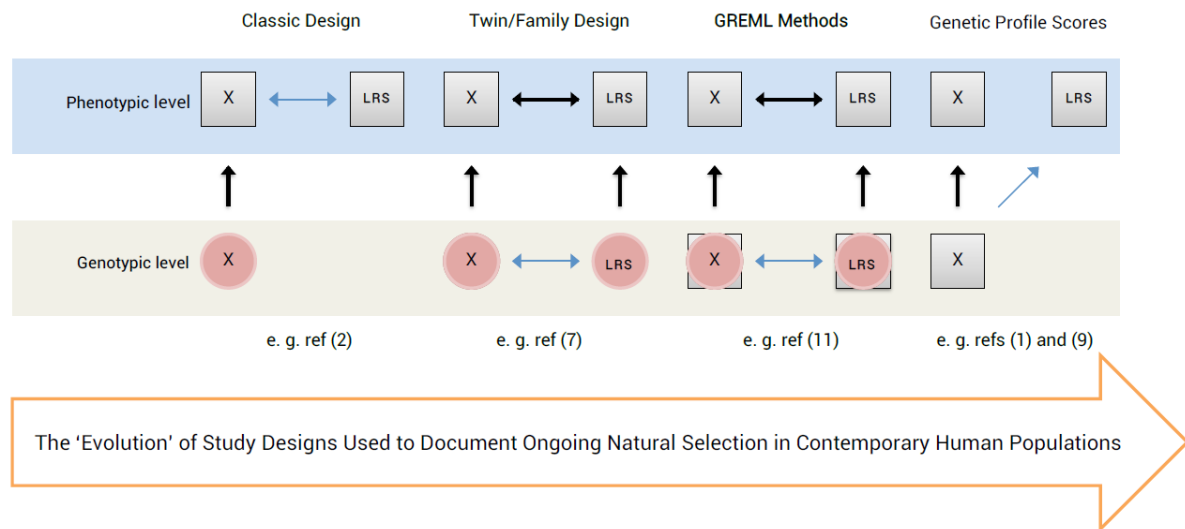 Classic Design Twin/Family Design GREML Methods Genetic Profile Scores
Phenotypic level X LRS X LRS X LRS X LRS
Genotypic level X X LRS X LRS X
e. g. ref (2) e. g. ref (7) e. g. ref (11) e. g. refs (1) and (9)
The ‘Evolution’ of Study Designs Used to Document Ongoing Natural Selection in Contemporary Human Populations